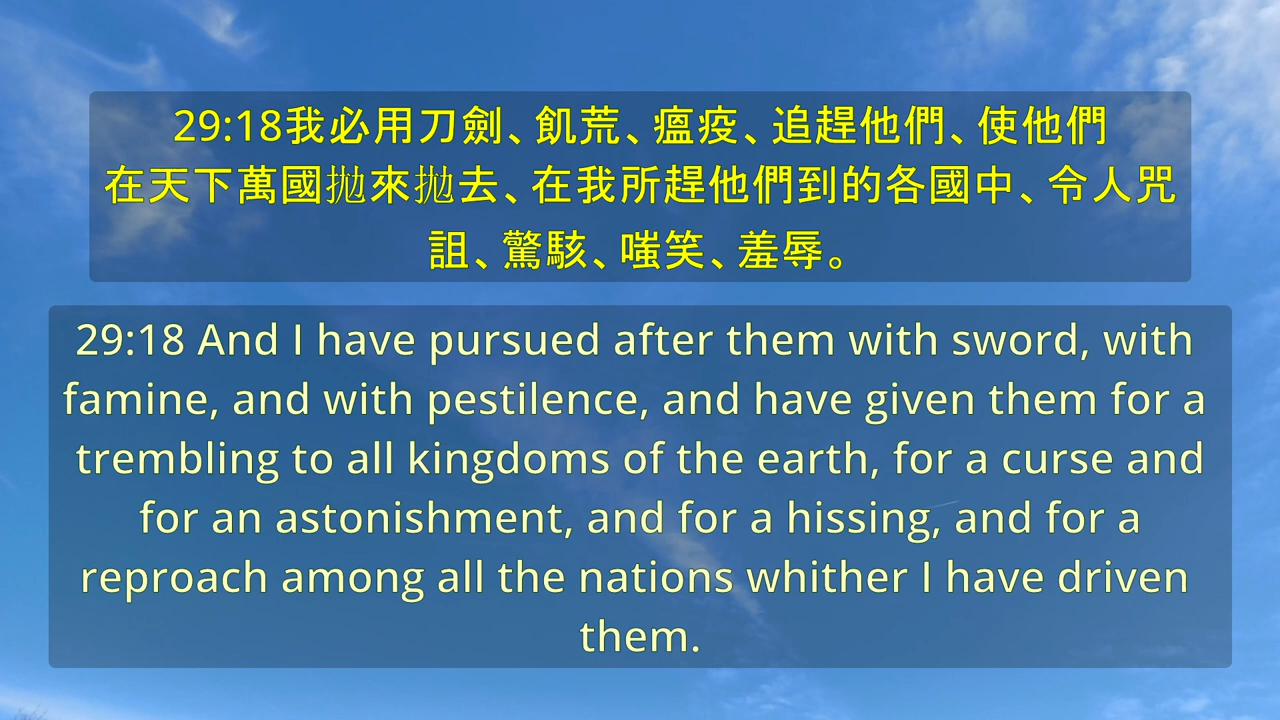 29:18我必用刀劍、飢荒、瘟疫、追趕他們、使他們
在天下萬國拋來拋去、在我所趕他們到的各國中、令人咒
詛、驚駭、嗤笑、羞辱。
29:18 And I have pursued after them with sword, with
famine, and with pestilence, and have given them for a
trembling to all kingdoms of the earth, for a curse and
for an astonishment, and for a hissing, and for a
reproach among all the nations whither I have driven
them.